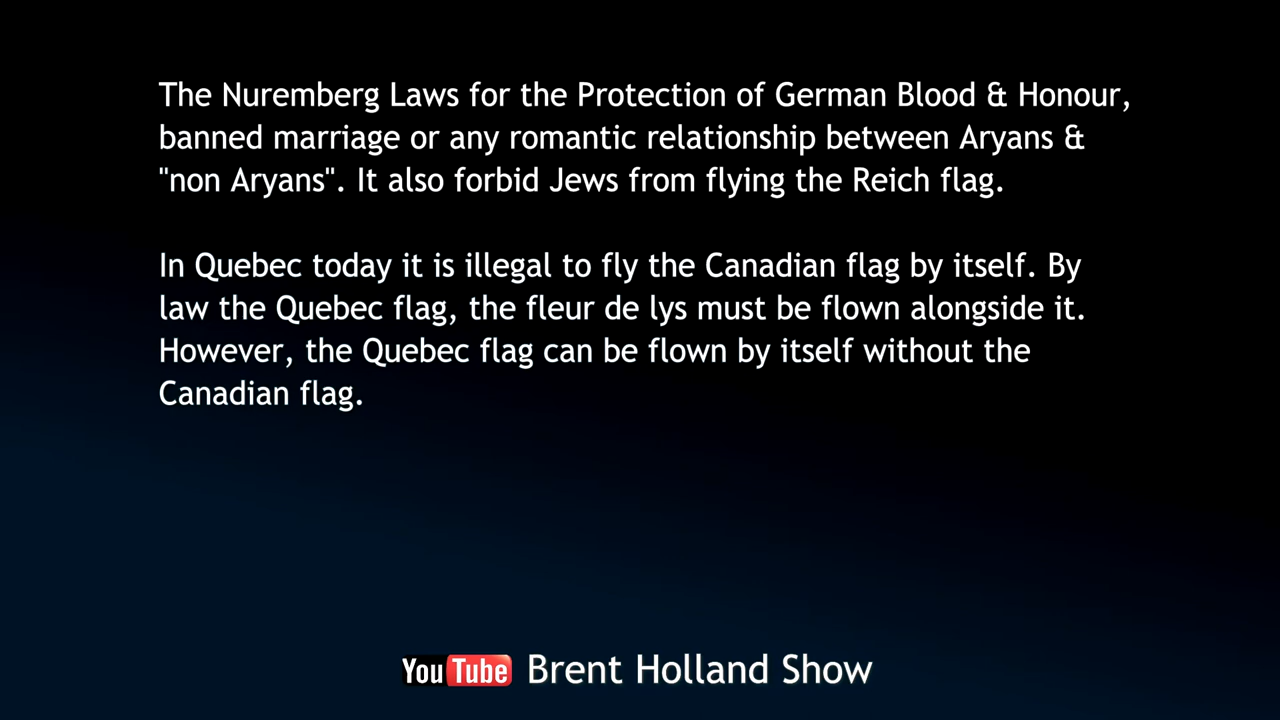 The Nuremberg Laws for the Protection of German Blood & Honour,
banned marriage or any romantic relationship between Aryans &
"non Aryans". It also forbid Jews from flying the Reich flag.
In Quebec today it is illegal to fly the Canadian flag by itself. By
law the Quebec flag, the fleur de lys must be flown alongside it.
However, the Quebec flag can be flown by itself without the
Canadian flag.
YouTube Brent Holland Show